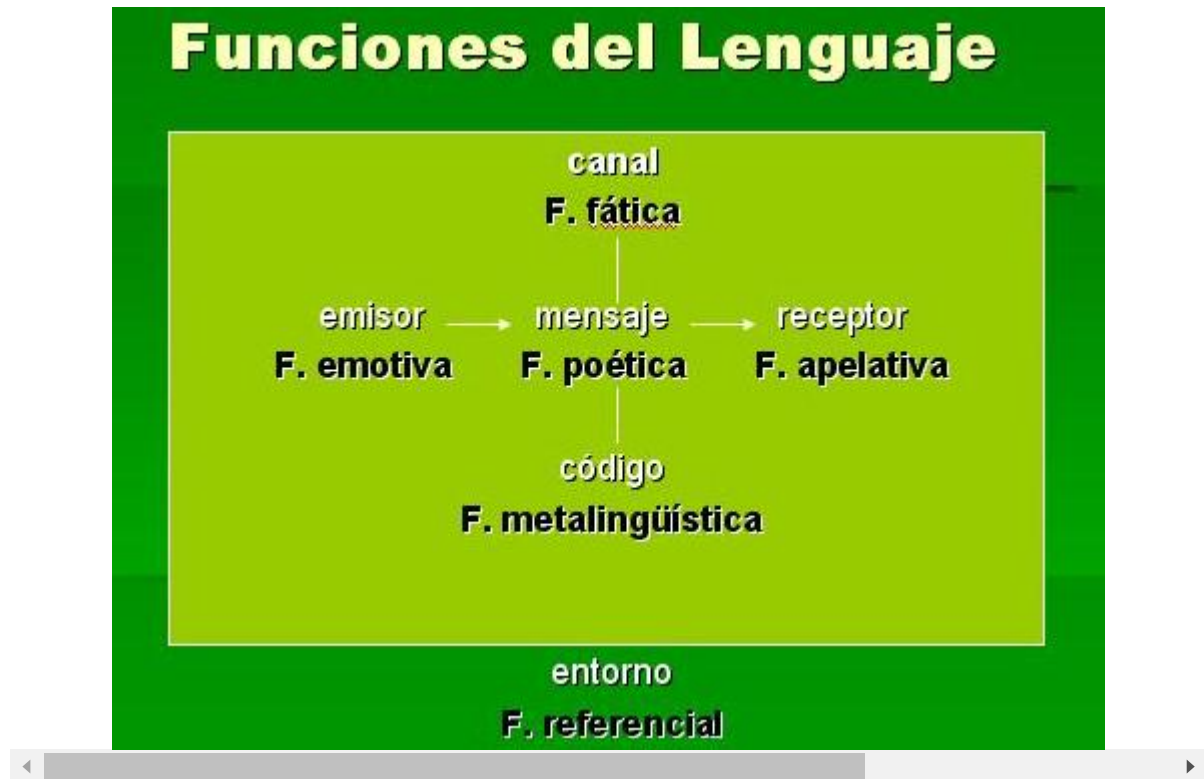 Funciones del Lenguaje
canal
F. fática
emisor mensaje receptor
F. emotiva F. poética F. apelativa
código
F. metalingüística
entorno
F. referencial